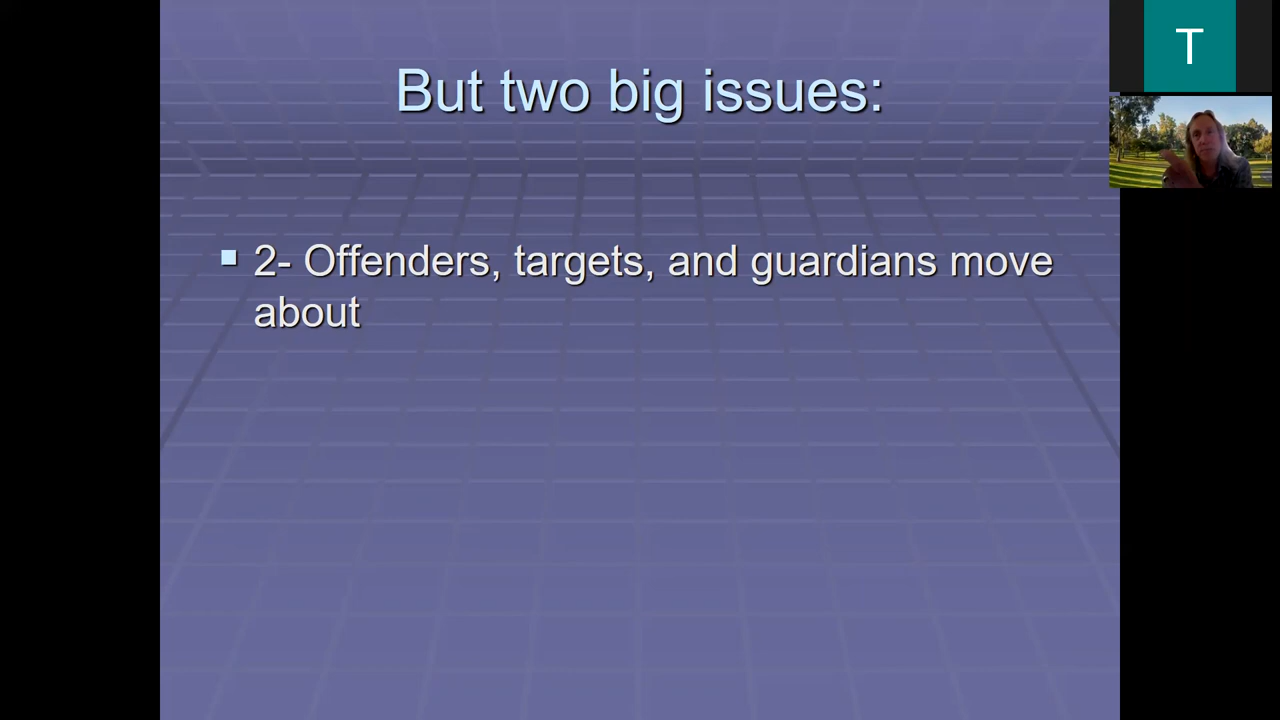 But two big issues:
T
2- Offenders, targets, and guardians move
about